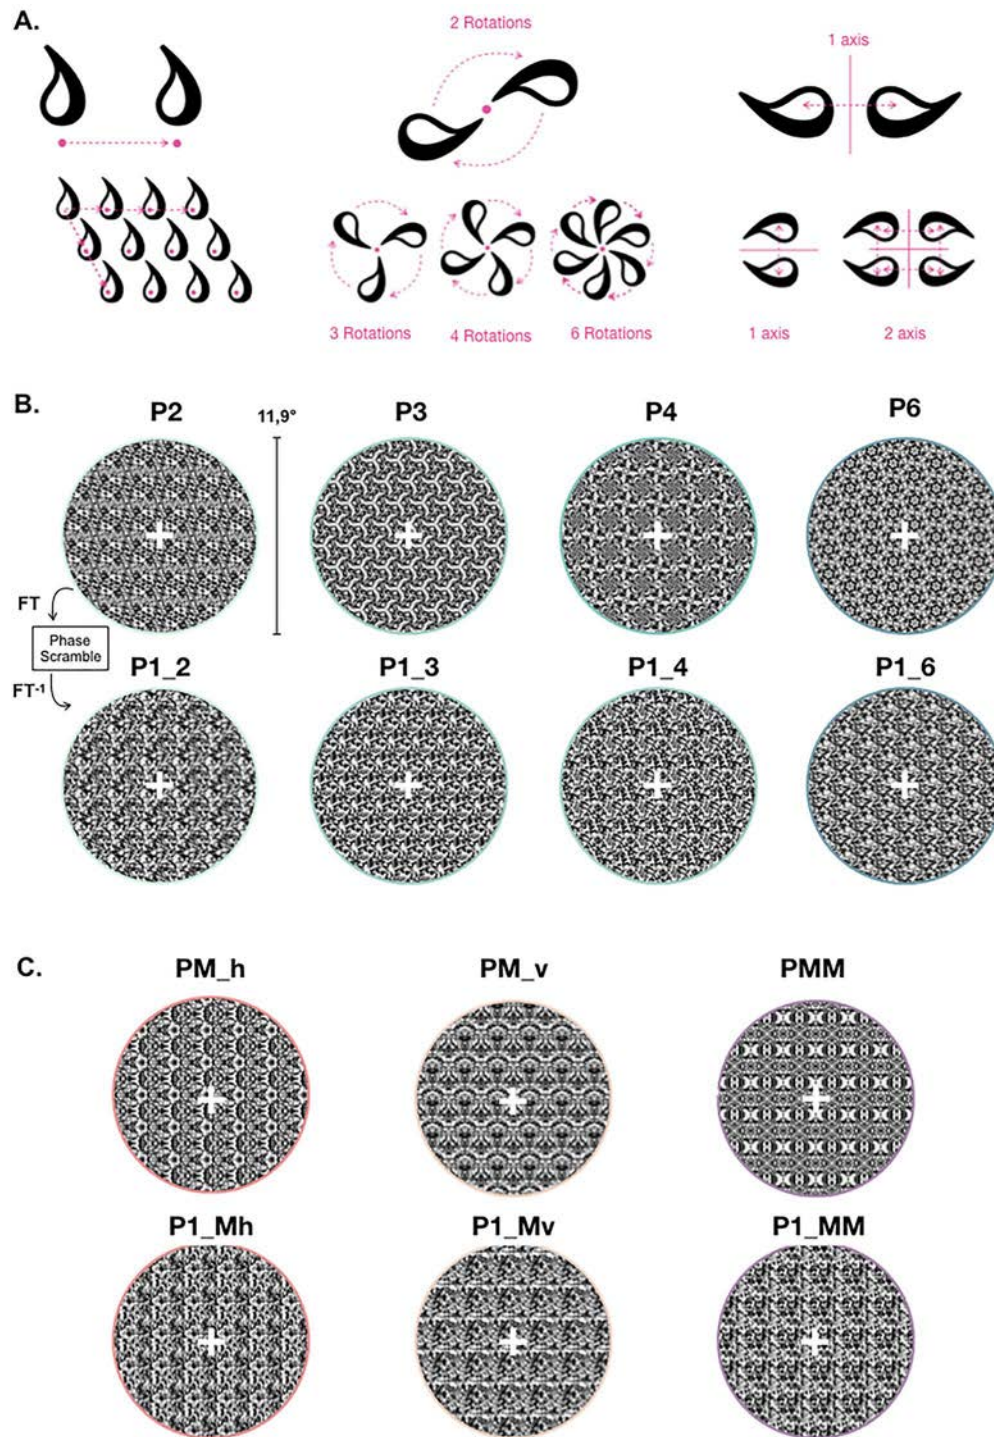 A.
2 Rotations
1 axis
3 Rotations
4 Rotations
6 Rotations
1 axis
2 axis
B.
P2
11,9°
P3
P4
P6
FT
Phase
Scramble
FT⁻¹
P1_2
P1_3
P1_4
P1_6
C.
PM_h
PM_v
PMM
P1_Mh
P1_Mv
P1_MM